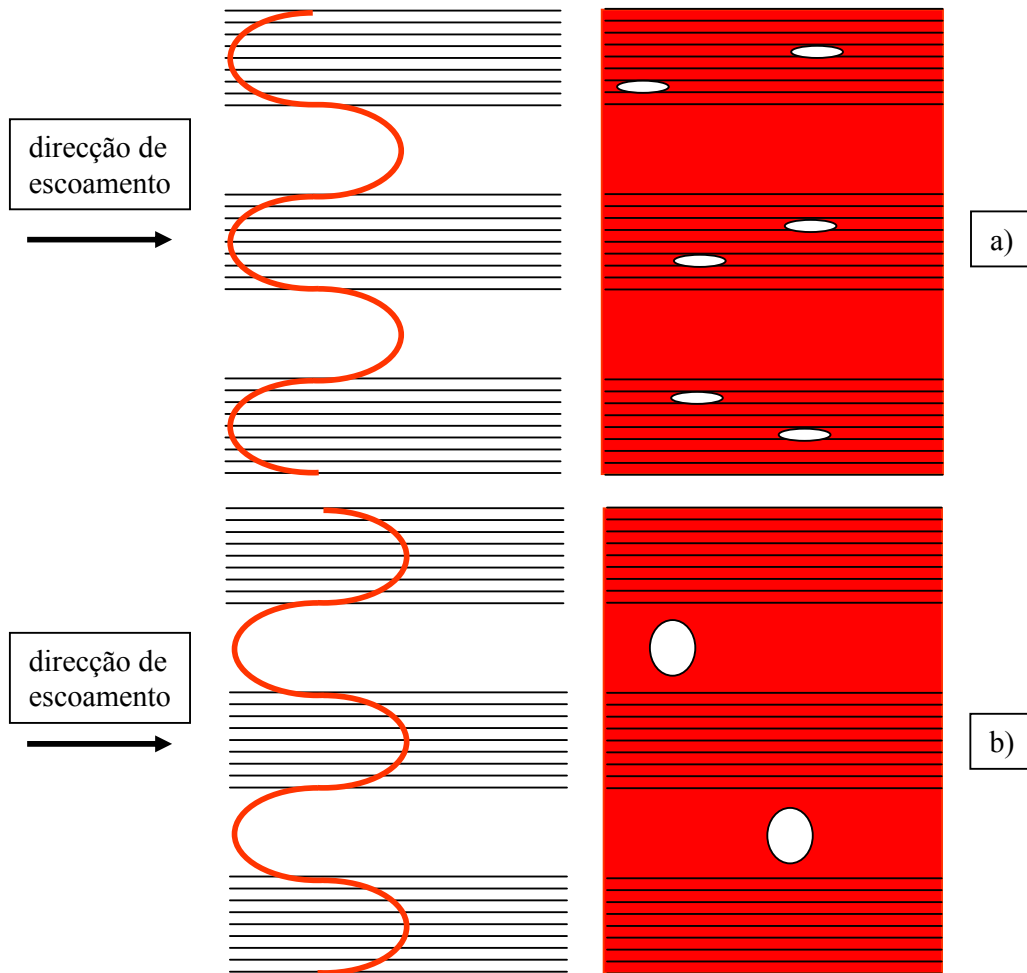 direcção de
escoamento
a)
direcção de
escoamento
b)